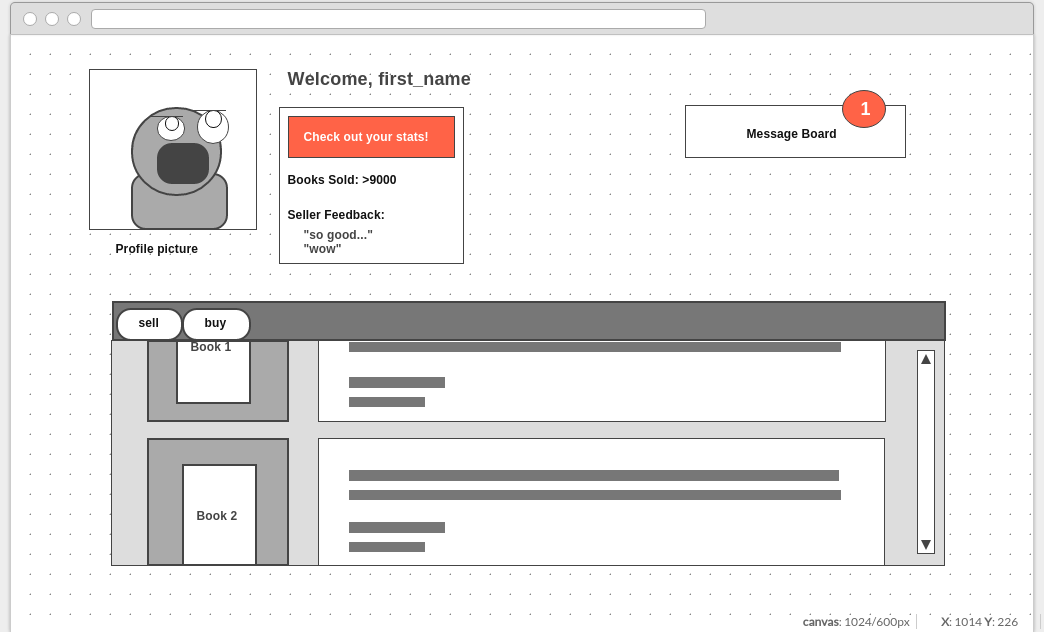 Welcome, first_name
Check out your stats!
Books Sold: >9000
Seller Feedback:
"so good..."
"wow"
Profile picture
1
Message Board
sell
buy
Book 1
Book 2
canvas: 1024/600px
X: 1014 Y: 226